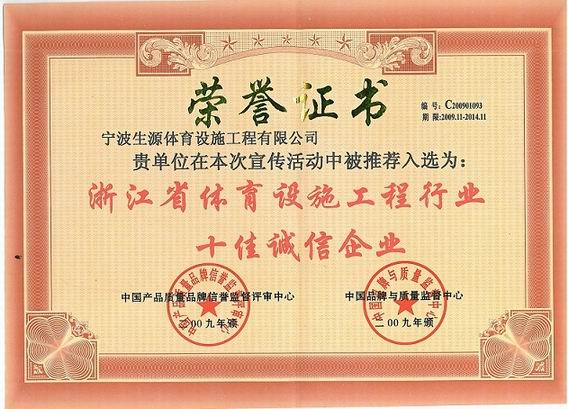 荣誉证书
编号：C200901093
期限:2009.11-2014.11
宁波生源体育设施工程有限公司
贵单位在本次宣传活动中被推荐入选为：
浙江省体育设施工程行业
十佳诚信企业
中国产品质量品牌信誉监督评审中心
二00九年颁
中国品牌与质量监督中心
二00九年颁